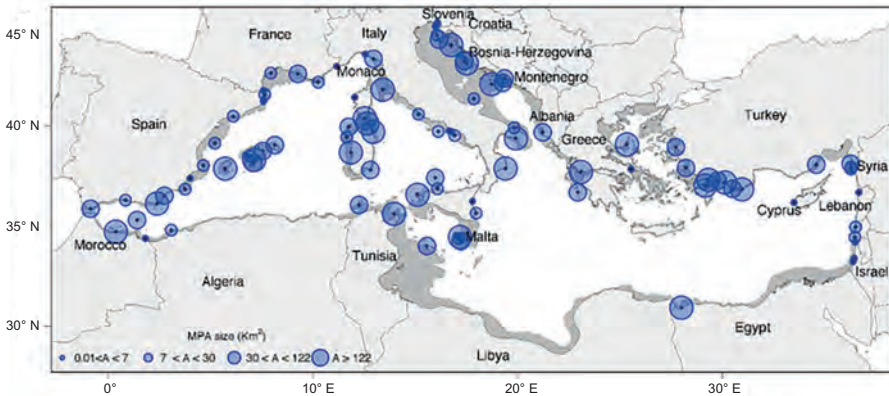 Slovenia
Croatia
45° N
Italy
France
Bosnia-Herzegovina
Monaco
Montenegro
Spain
Albania
Turkey
40° N
Greece
Syria
Cyprus
Lebanon
35° N
Morocco
Malta
Tunisia
Israel
Algeria
30° N
MPA size (Km²)
Egypt
0.01<A<7 7 < A < 30 30 < A < 122 A > 122
Libya
0° 10° E 20° E 30° E